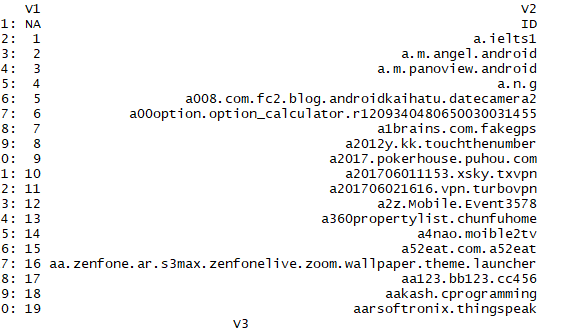 V1 V2
1: NA ID
2: 1 a.ielts1
3: 2 a.m.angel.android
4: 3 a.m.panoview.android
5: 4 a.n.g
6: 5 a008.com.fc2.blog.androidkaihatu.datecamera2
7: 6 a00option.option_calculator.r1209340480650030031455
8: 7 a1brains.com.fakegps
9: 8 a2012y.kk.touchthenumber
0: 9 a2017.pokerhouse.puhou.com
1: 10 a201706011153.xsky.txvpn
2: 11 a201706021616.vpn.turbovpn
3: 12 a2z.Mobile.Event3578
4: 13 a360propertylist.chunfuhome
5: 14 a4nao.moible2tv
6: 15 a52eat.com.a52eat
7: 16 aa.zenfone.ar.s3max.zenfonelive.zoom.wallpaper.theme.launcher
8: 17 aa123.bb123.cc456
9: 18 aakash.cprogramming
0: 19 aarsoftronix.thingspeak
V3